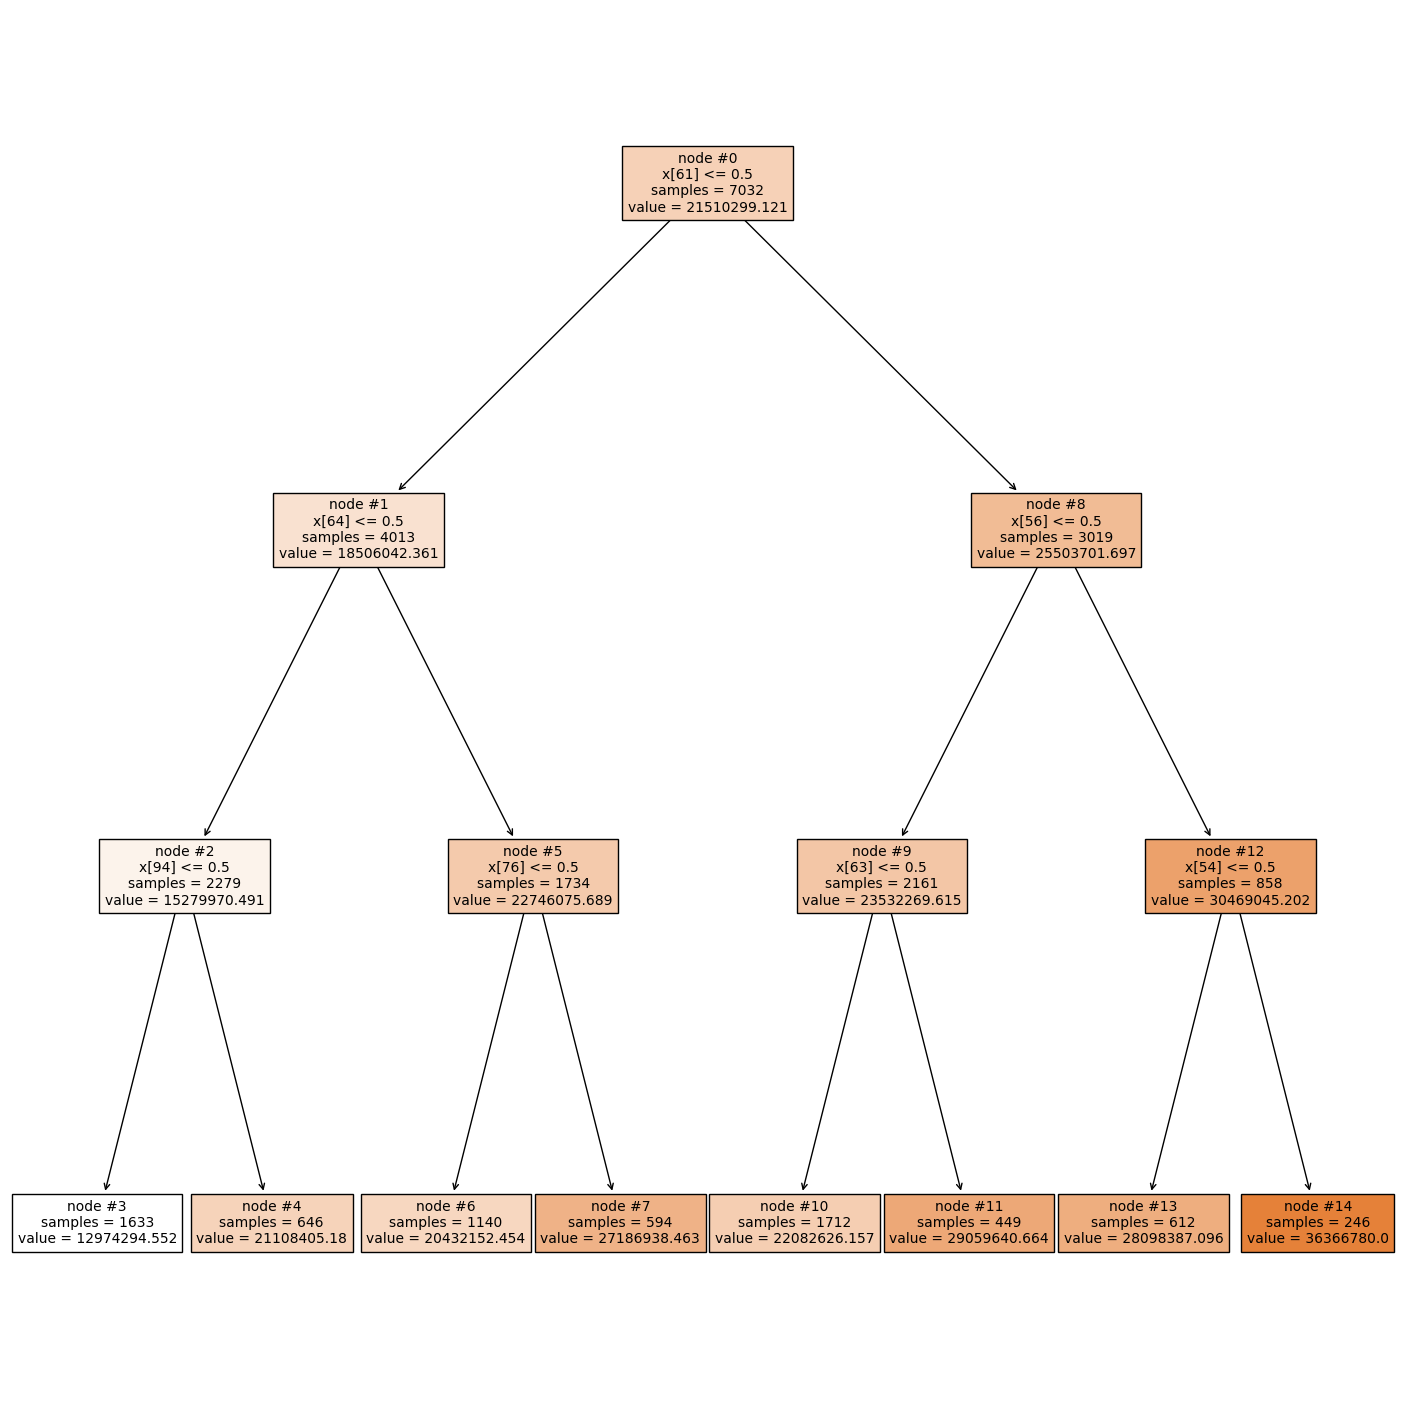 node #0
x[61] <= 0.5
samples = 7032
value = 21510299.121
node #1
x[64] <= 0.5
samples = 4013
value = 18506042.361
node #8
x[56] <= 0.5
samples = 3019
value = 25503701.697
node #2
x[94] <= 0.5
samples = 2279
value = 15279970.491
node #5
x[76] <= 0.5
samples = 1734
value = 22746075.689
node #9
x[63] <= 0.5
samples = 2161
value = 23532269.615
node #12
x[54] <= 0.5
samples = 858
value = 30469045.202
node #3
samples = 1633
value = 12974294.552
node #4
samples = 646
value = 21108405.18
node #6
samples = 1140
value = 20432152.454
node #7
samples = 594
value = 27186938.463
node #10
samples = 1712
value = 22082626.157
node #11
samples = 449
value = 29059640.664
node #13
samples = 612
value = 28098387.096
node #14
samples = 246
value = 36366780.0